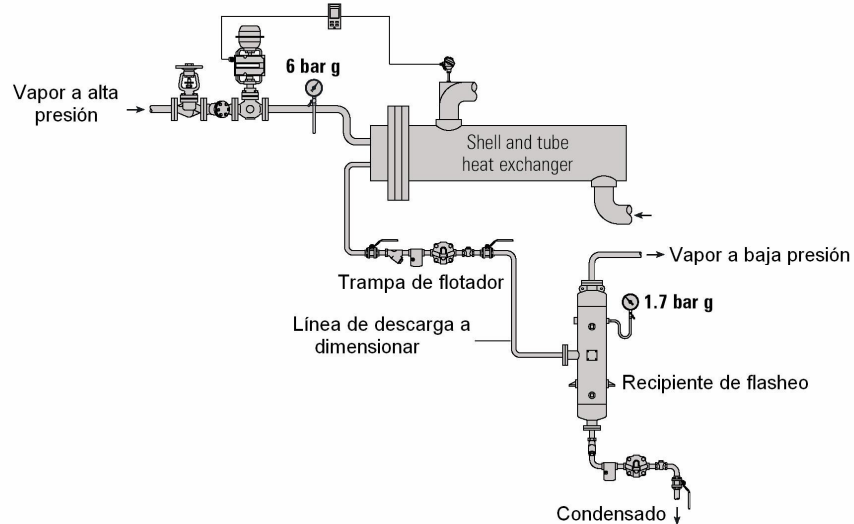 6 bar g
Vapor a alta
presión
Shell and tube
heat exchanger
Vapor a baja presión
Trampa de flotador
1.7 bar g
Línea de descarga a
dimensionar
Recipiente de flasheo
Condensado